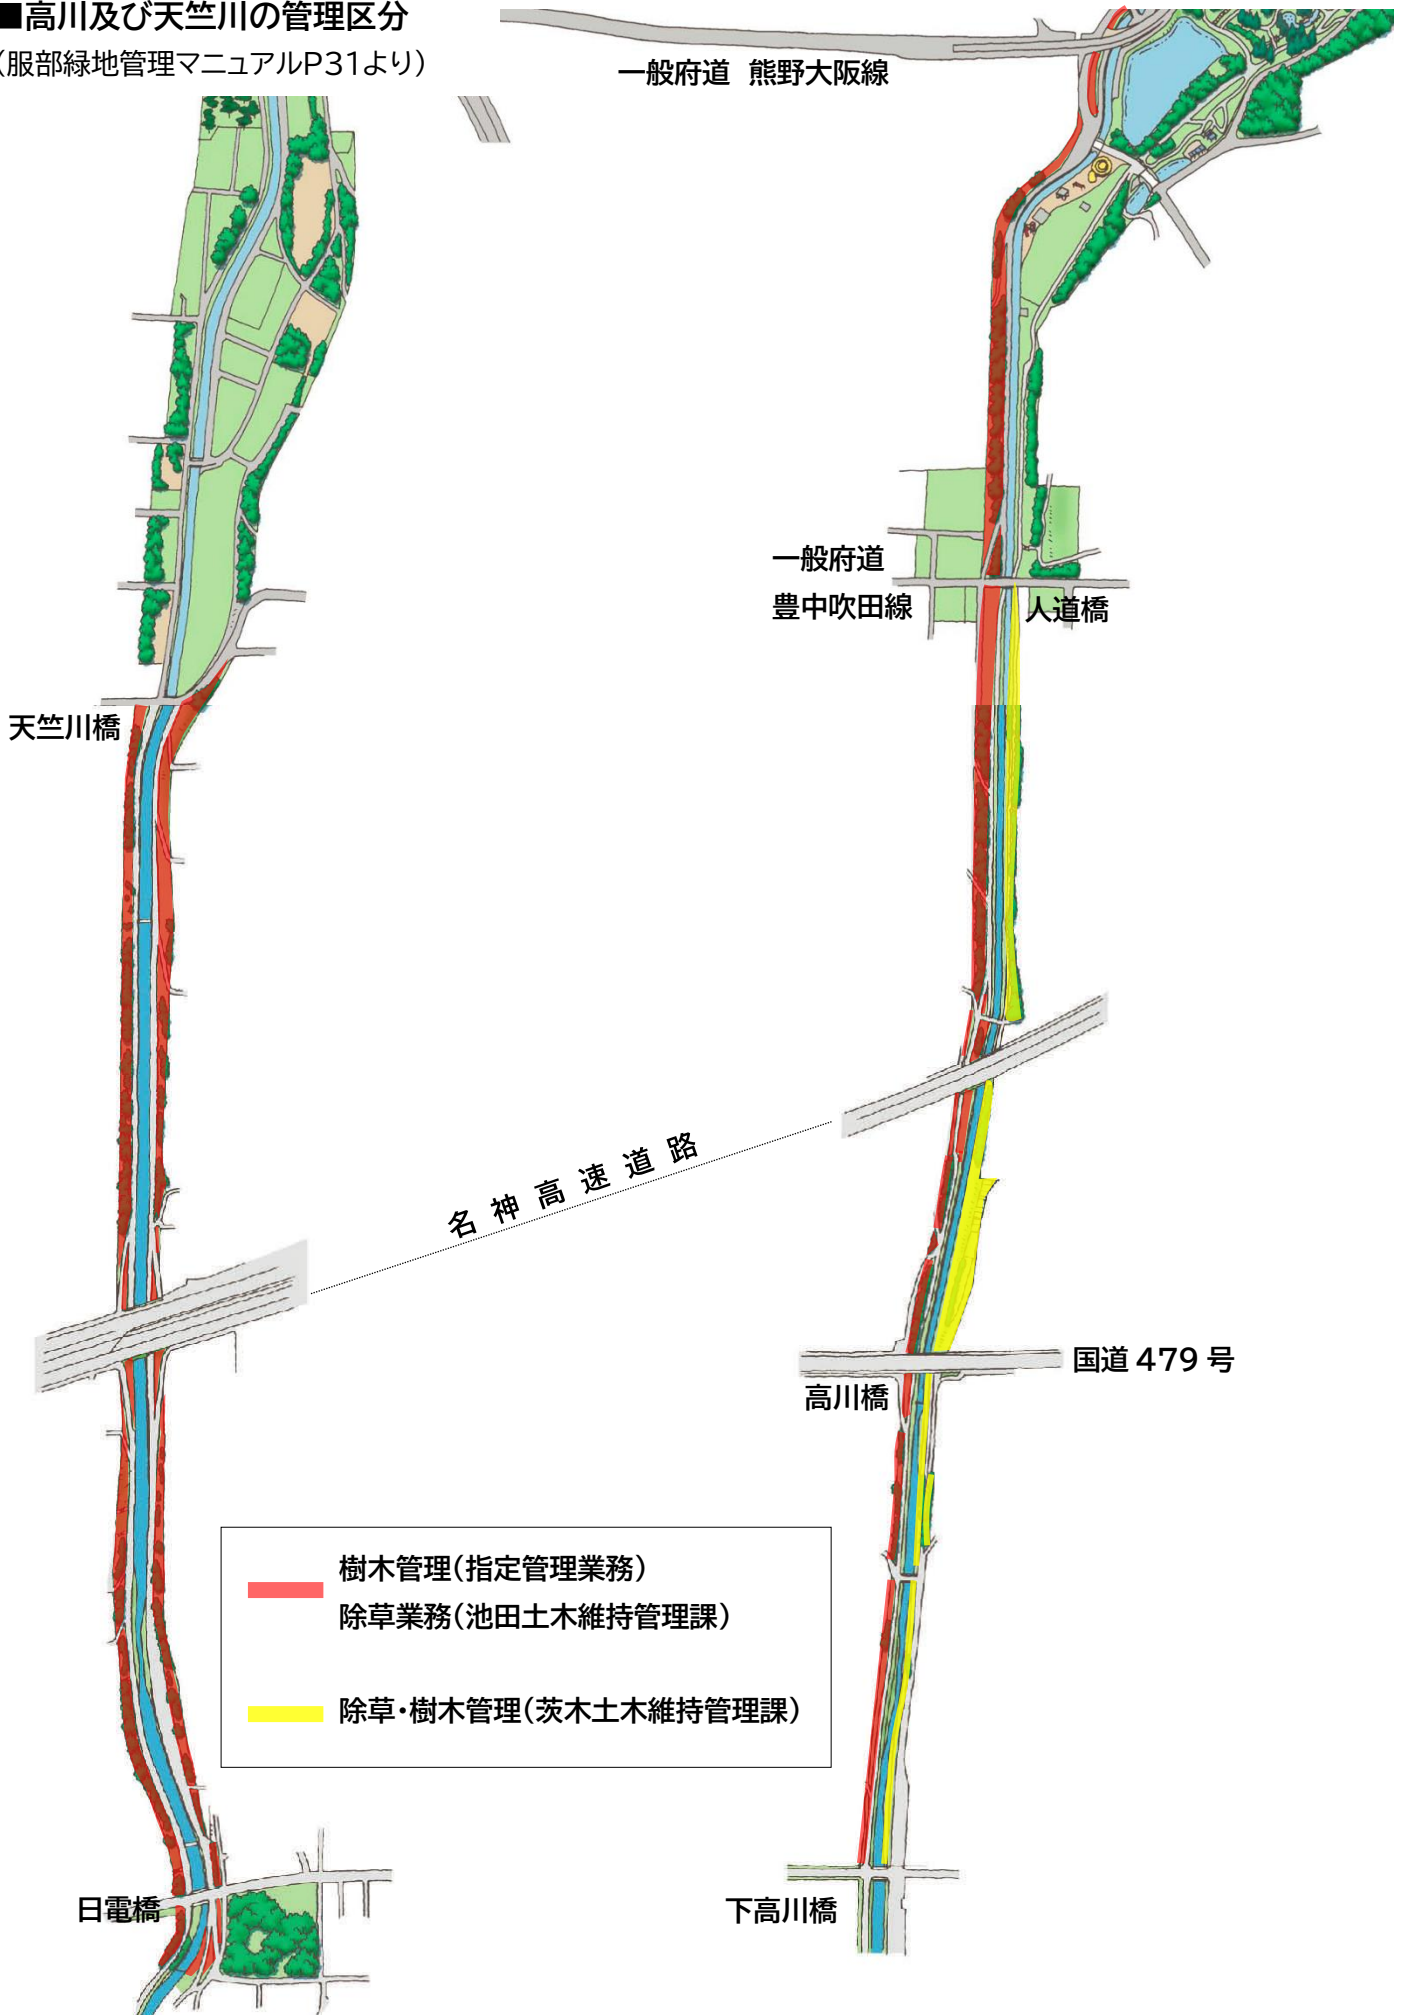 ■高川及び天竺川の管理区分
(服部緑地管理マニュアルP31より)
一般府道 熊野大阪線
一般府道
豊中吹田線
人道橋
天竺川橋
名神高速道路
国道479号
高川橋
樹木管理(指定管理業務)
除草業務(池田土木維持管理課)
除草・樹木管理(茨木土木維持管理課)
日電橋
下高川橋